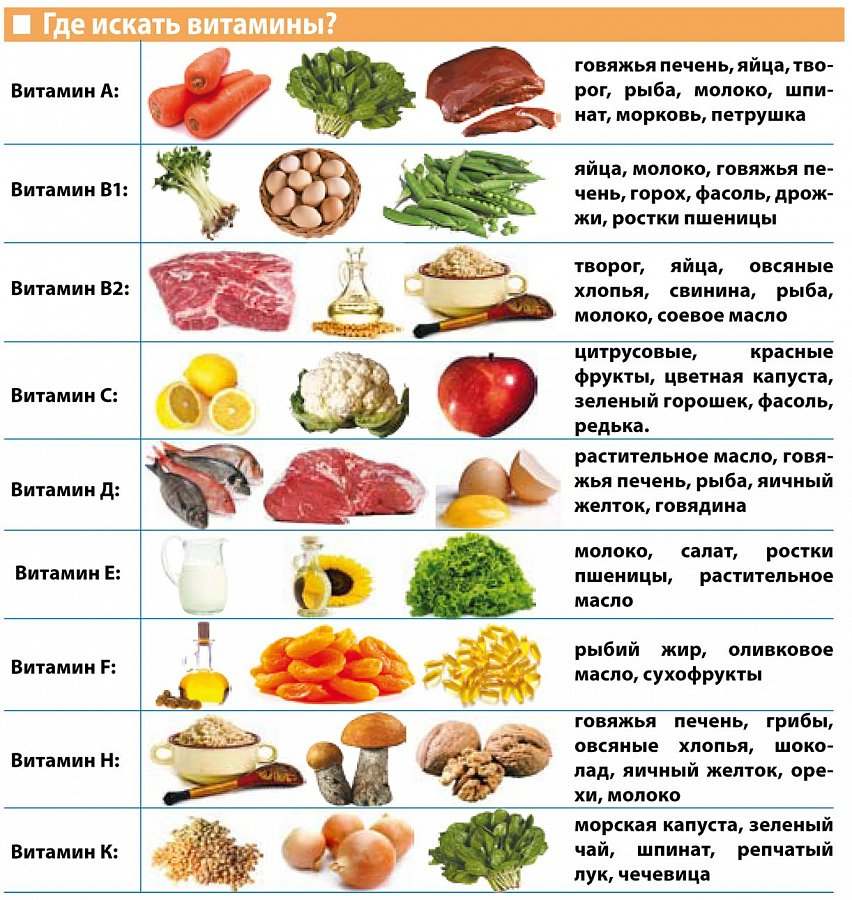 Где искать витамины?
Витамин А:
говяжья печень, яйца, тво-
рог, рыба, молоко, шпи-
нат, морковь, петрушка
Витамин В1:
яйца, молоко, говяжья пе-
чень, горох, фасоль, дрож-
жи, ростки пшеницы
Витамин В2:
творог, яйца, овсяные
хлопья, свинина, рыба,
молоко, соевое масло
Витамин С:
цитрусовые, красные
фрукты, цветная капуста,
зеленый горошек, фасоль,
редька.
Витамин Д:
растительное масло, говя-
жья печень, рыба, яичный
желток, говядина
Витамин Е:
молоко, салат, ростки
пшеницы, растительное
масло
Витамин F:
рыбий жир, оливковое
масло, сухофрукты
Витамин Н:
говяжья печень, грибы,
овсяные хлопья, шоко-
лад, яичный желток, оре-
хи, молоко
Витамин К:
морская капуста, зеленый
чай, шпинат, репчатый
лук, чечевица